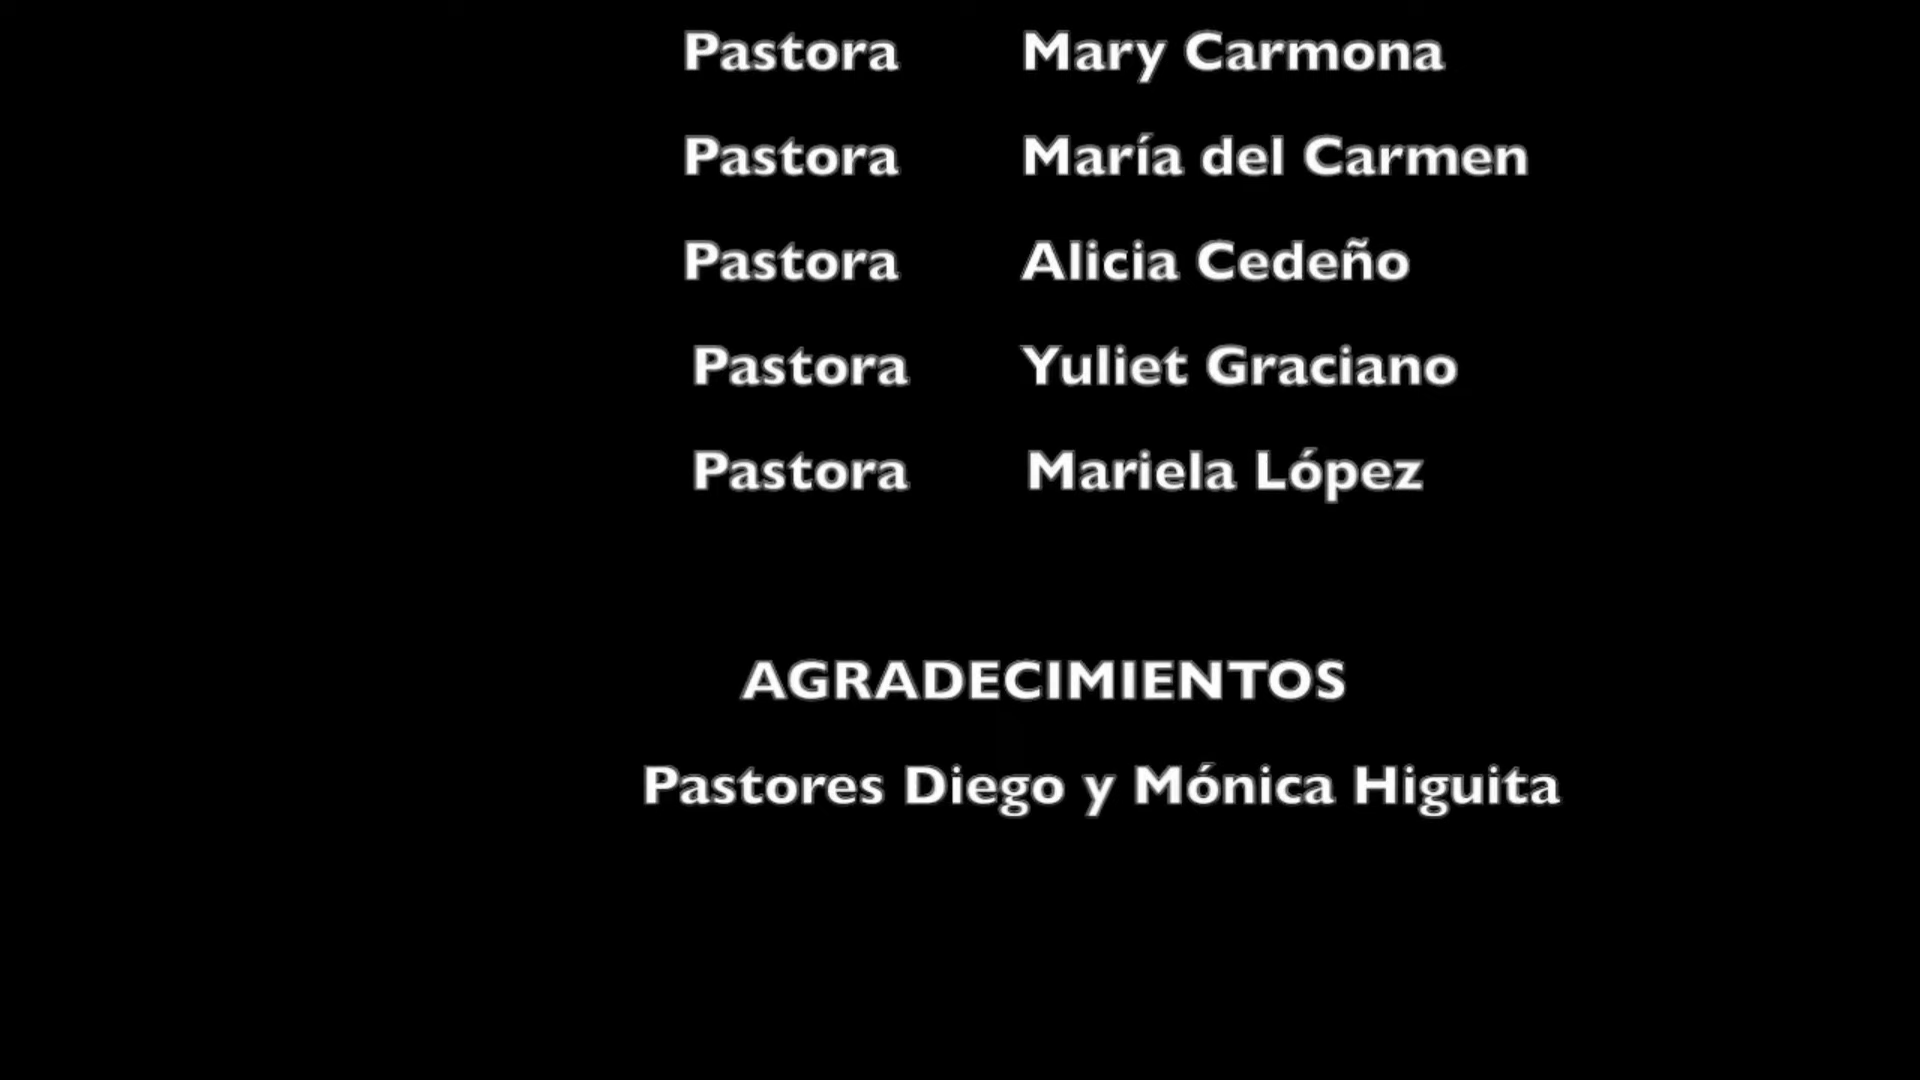 Pastora Mary Carmona
Pastora María del Carmen
Pastora Alicia Cedeño
Pastora Yuliet Graciano
Pastora Mariela López
AGRADECIMIENTOS
Pastores Diego y Mónica Higuita